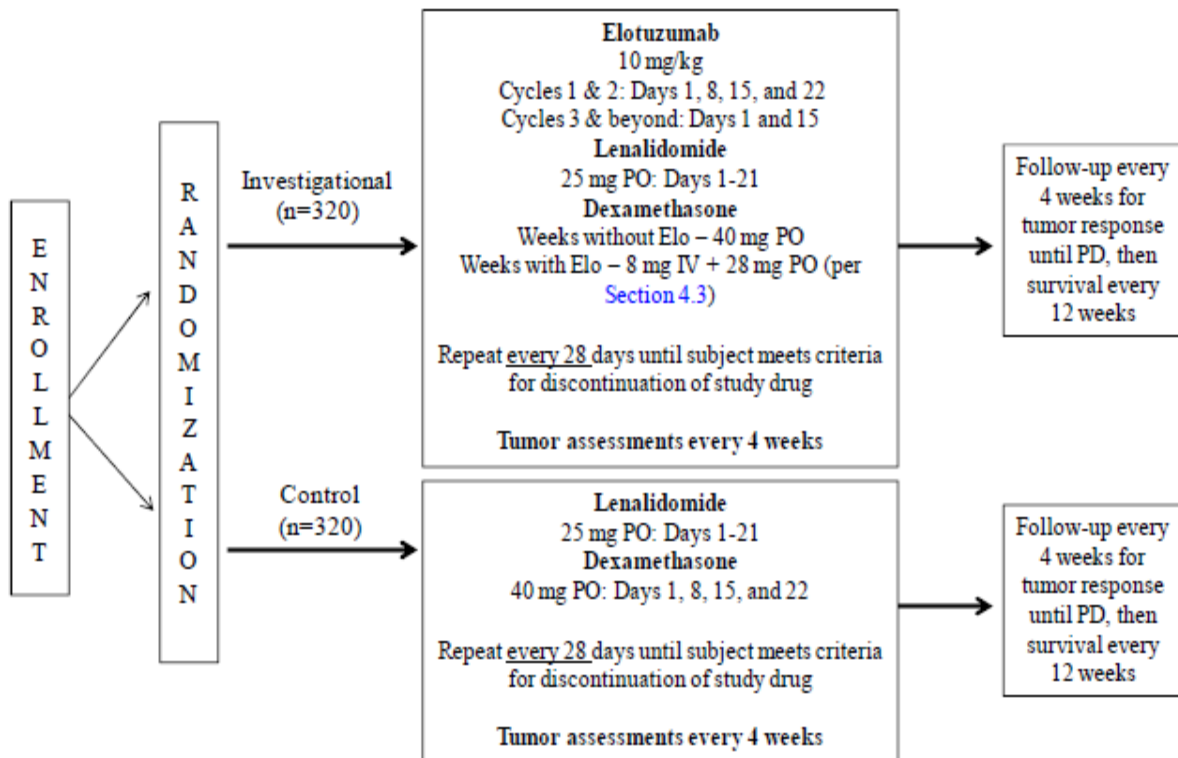 ENROLLMENT
RANDOMIZATION
Investigational
(n=320)
Elotuzumab
10 mg/kg
Cycles 1 & 2: Days 1, 8, 15, and 22
Cycles 3 & beyond: Days 1 and 15
Lenalidomide
25 mg PO: Days 1-21
Dexamethasone
Weeks without Elo – 40 mg PO
Weeks with Elo – 8 mg IV + 28 mg PO (per
Section 4.3)
Repeat every 28 days until subject meets criteria
for discontinuation of study drug
Tumor assessments every 4 weeks
Follow-up every
4 weeks for
tumor response
until PD, then
survival every
12 weeks
Control
(n=320)
Lenalidomide
25 mg PO: Days 1-21
Dexamethasone
40 mg PO: Days 1, 8, 15, and 22
Repeat every 28 days until subject meets criteria
for discontinuation of study drug
Tumor assessments every 4 weeks
Follow-up every
4 weeks for
tumor response
until PD, then
survival every
12 weeks